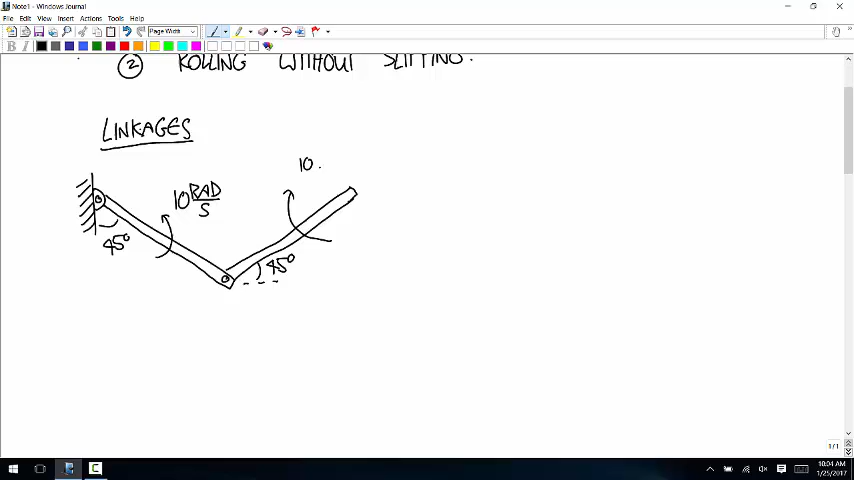 Note1 - Windows Journal
File Edit View Insert Actions Tools Help
Page Width
B I
② ROLLING WITHOUT SLIPPING.
LINKAGES
10.
10 RAD
S
45°
45°
1/1
10:04 AM
1/25/2017